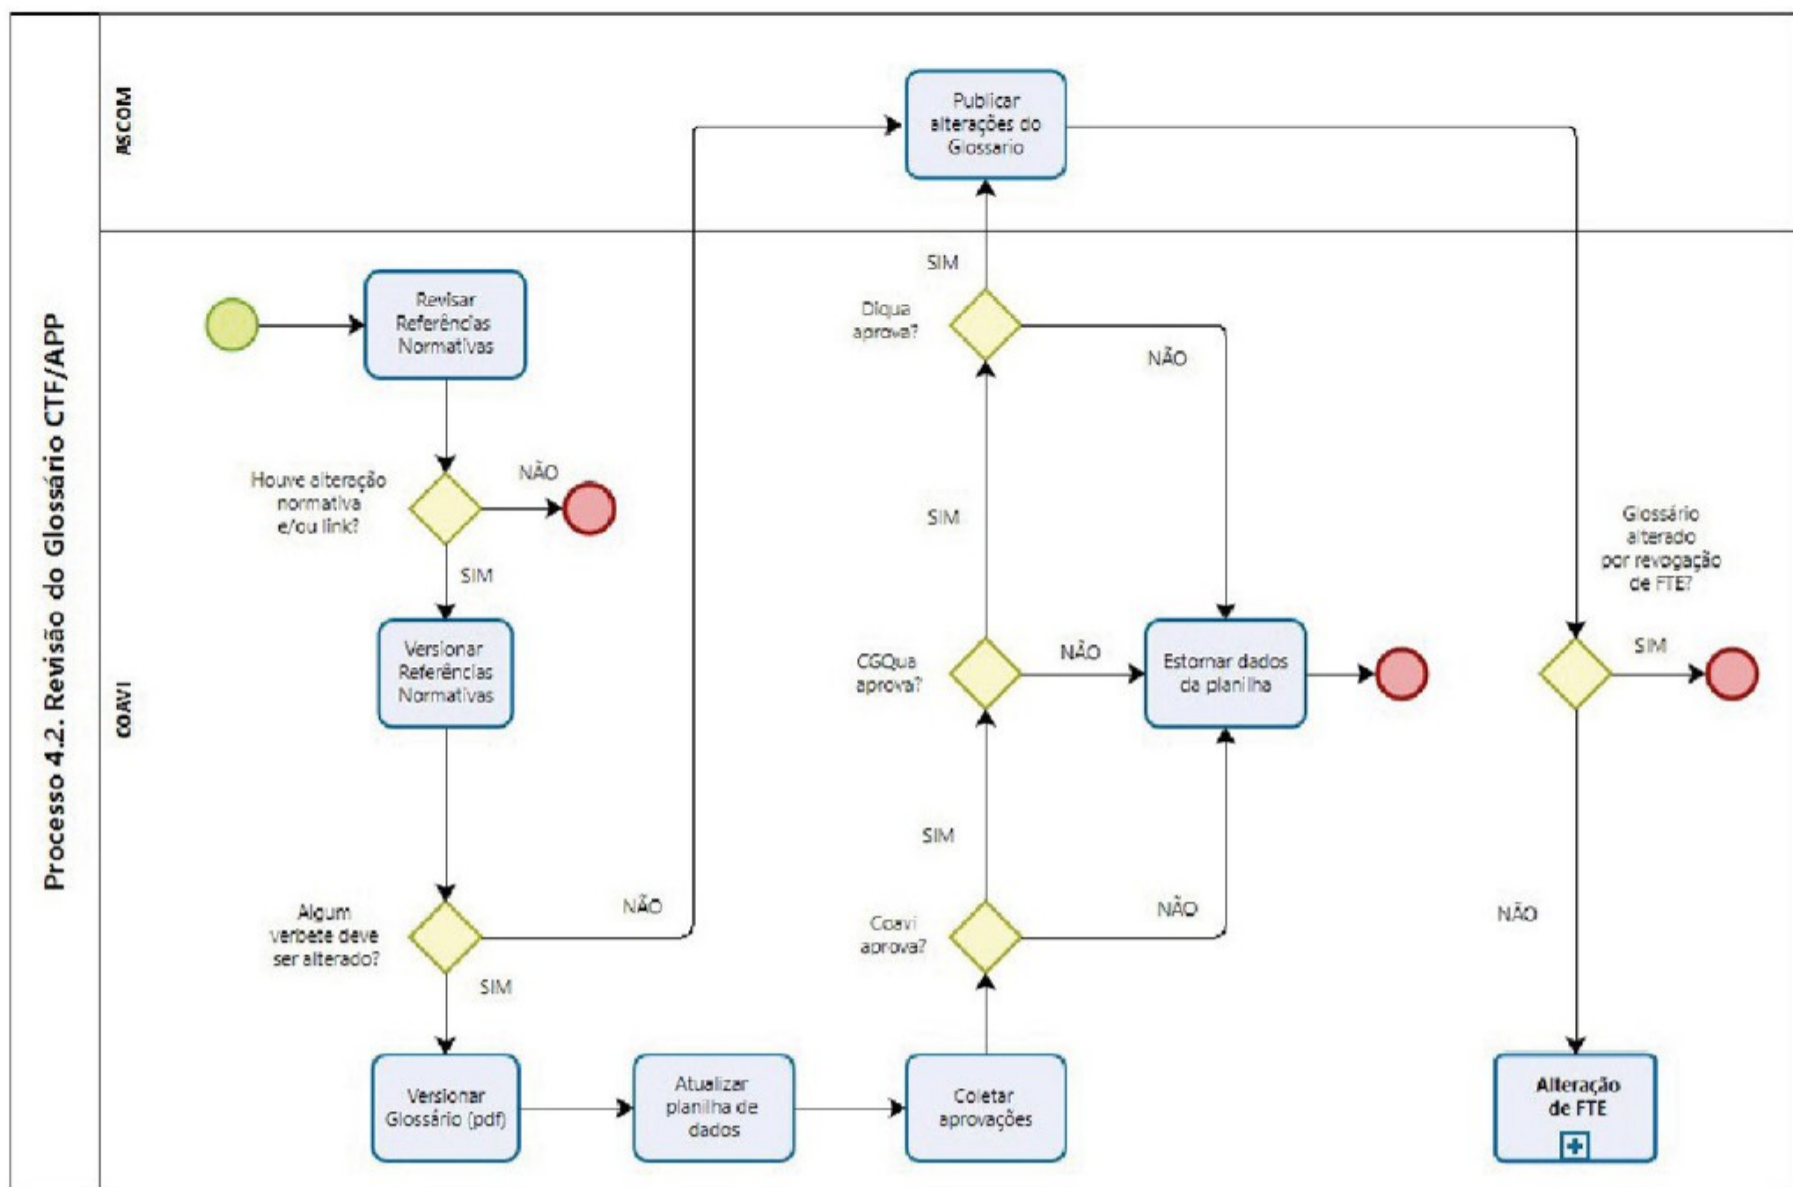 Processo 4.2. Revisão do Glossário CTF/APP
ASCOM
Publicar
alterações do
Glossario
COAVI
Revisar
Referências
Normativas
Houve alteração
normativa
e/ou link?
NÃO
SIM
Versionar
Referências
Normativas
Algum
verbete deve
ser alterado?
NÃO
SIM
Versionar
Glossário (pdf)
Atualizar
planilha de
dados
Coletar
aprovações
Coavi
aprova?
NÃO
SIM
CGQua
aprova?
NÃO
SIM
Diqua
aprova?
NÃO
SIM
Estornar dados
da planilha
Glossário
alterado
por revogação
de FTE?
SIM
NÃO
Alteração
de FTE